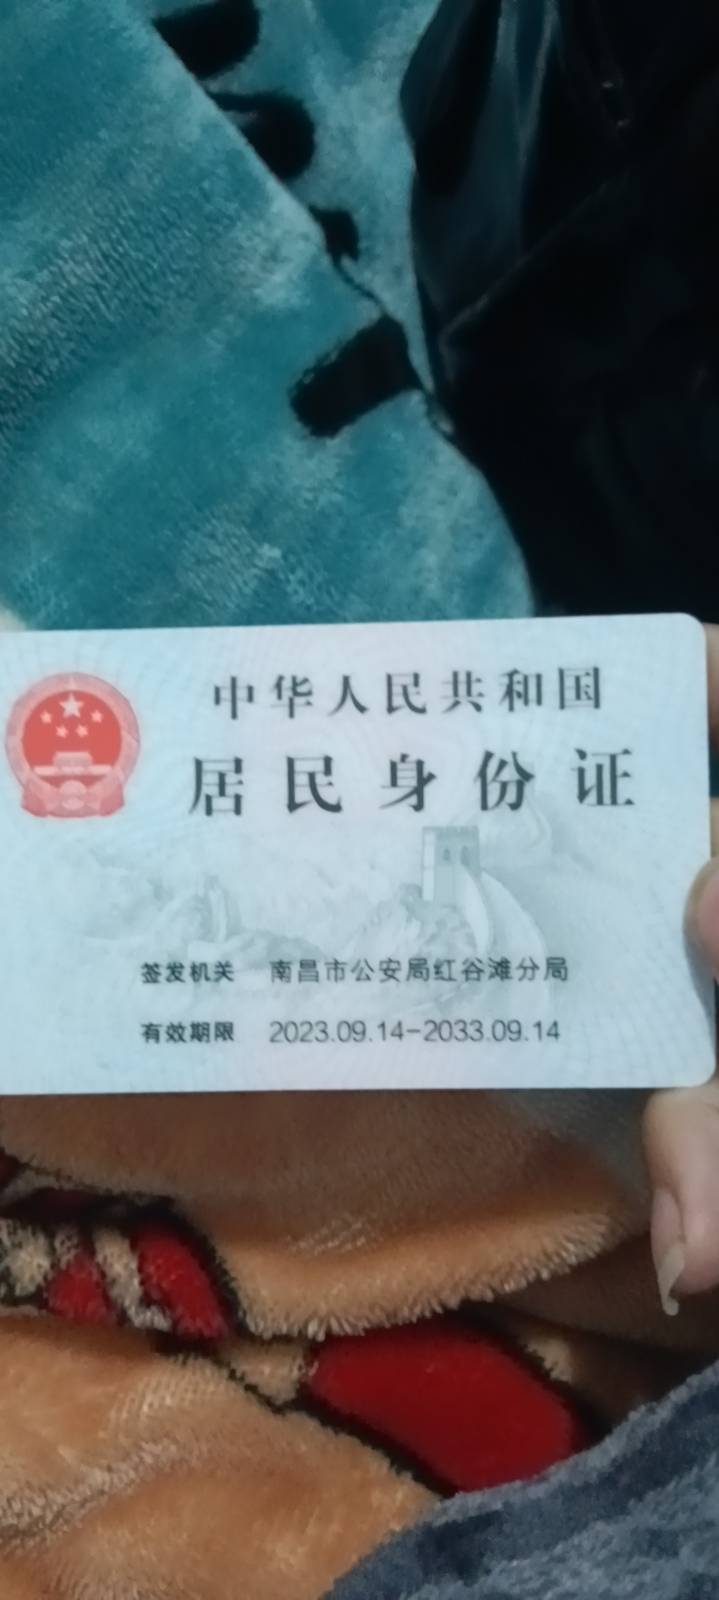 中华人民共和国
居民身份证
签发机关 南昌市公安局红谷滩分局
有效期限 2023.09.14-2033.09.14